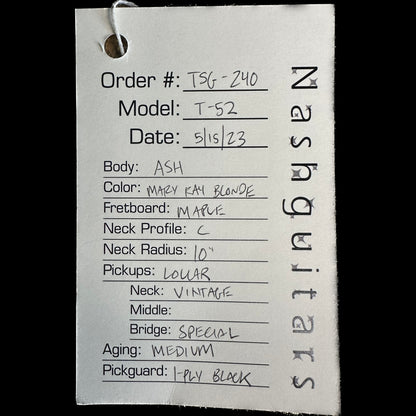 Order #: TSG-240
Model: T-52
Date: 5/15/23
Body: ASH
Color: MARY KAY BLONDE
Fretboard: MAPLE
Neck Profile: C
Neck Radius: 10"
Pickups: LOLLAR
Neck: VINTAGE
Middle:
Bridge: SPECIAL
Aging: MEDIUM
Pickguard: 1-PLY BLACK
Nashguitars